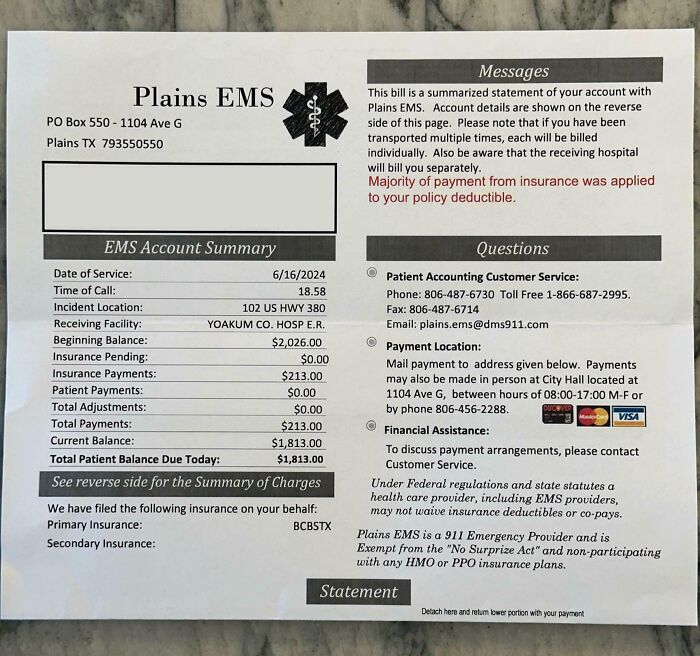 Plains EMS
PO Box 550 - 1104 Ave G
Plains TX  793550550
EMS Account Summary
Date of Service: 6/16/2024
Time of Call: 18.58
Incident Location: 102 US HWY 380
Receiving Facility: YOAKUM CO. HOSP E.R.
Beginning Balance: $2,026.00
Insurance Pending: $0.00
Insurance Payments: $213.00
Patient Payments: $0.00
Total Adjustments: $0.00
Total Payments: $213.00
Current Balance: $1,813.00
Total Patient Balance Due Today: $1,813.00
See reverse side for the Summary of Charges
We have filed the following insurance on your behalf:
Primary Insurance: BCBSTX
Secondary Insurance:
Messages
This bill is a summarized statement of your account with
Plains EMS.   Account details are shown on the reverse
side of this page.  Please note that if you have been
transported multiple times, each will be billed
individually.  Also be aware that the receiving hospital
will bill you separately.
Majority of payment from insurance was applied
to your policy deductible.
Questions
Patient Accounting Customer Service:
Phone: 806-487-6730  Toll Free 1-866-687-2995.
Fax: 806-487-6714
Email: plains.ems@dms911.com
Payment Location:
Mail payment to  address given below.  Payments
may also be made in person at City Hall located at
1104 Ave G,  between hours of 08:00-17:00 M-F or
by phone 806-456-2288.
DISCOVER MasterCard VISA
Financial Assistance:
To discuss payment arrangements, please contact
Customer Service.
Under Federal regulations and state statutes a
health care provider, including EMS providers,
may not waive insurance deductibles or co-pays.
Plains EMS is a 911 Emergency Provider and is
Exempt from the "No Surprize Act" and non-participating
with any HMO or PPO insurance plans.
Statement
Detach here and return lower portion with your payment